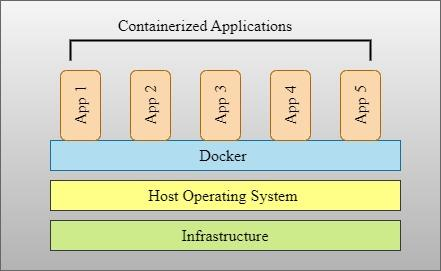 Containerized Applications
App 1
App 2
App 3
App 4
App 5
Docker
Host Operating System
Infrastructure